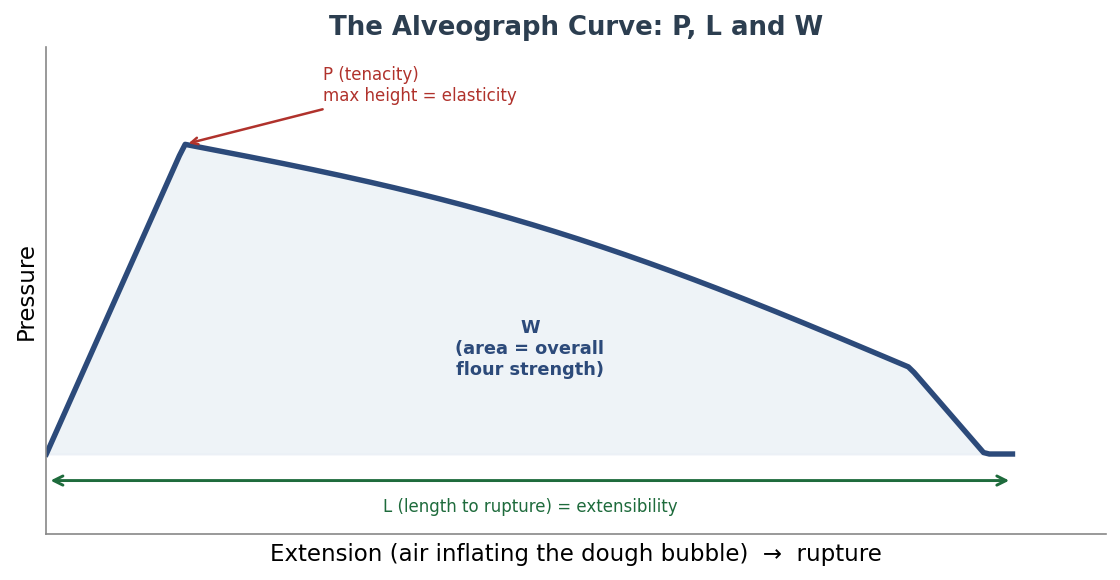 The Alveograph Curve: P, L and W
P (tenacity)
max height = elasticity
Pressure
W
(area = overall
flour strength)
L (length to rupture) = extensibility
Extension (air inflating the dough bubble) → rupture